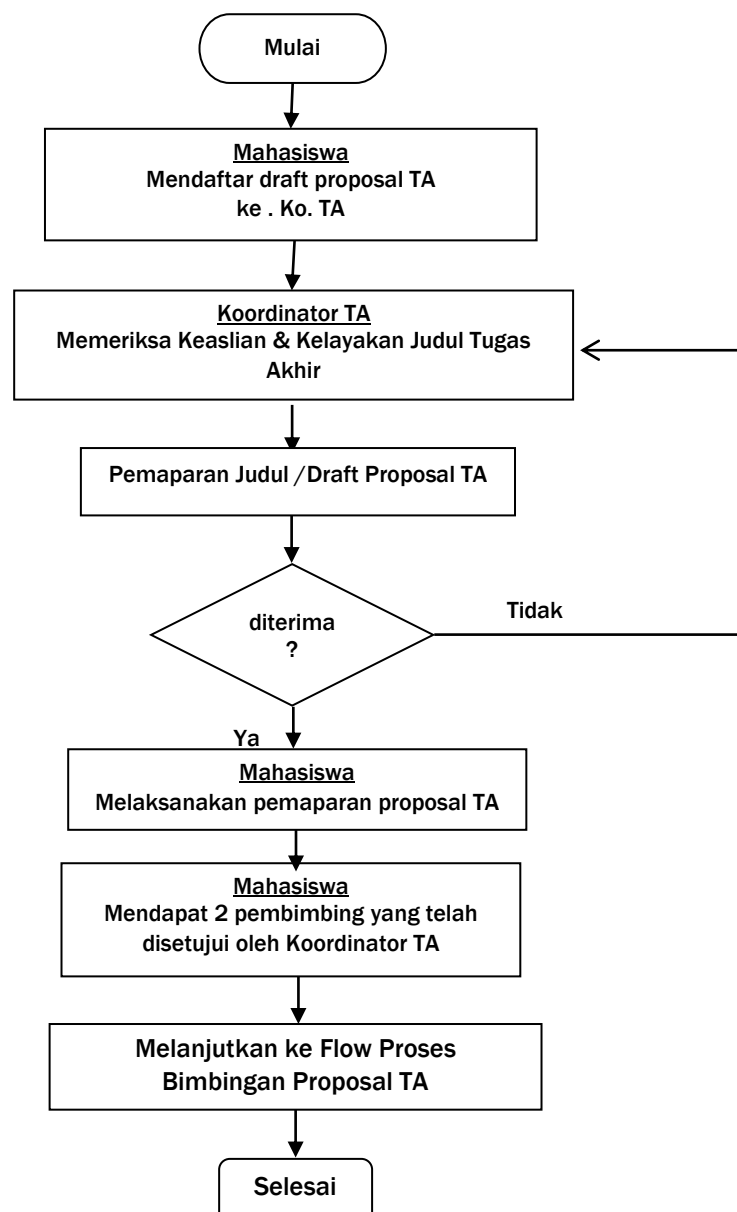 Mulai
Mahasiswa
Mendaftar draft proposal TA
ke . Ko. TA
Koordinator TA
Memeriksa Keaslian & Kelayakan Judul Tugas
Akhir
Pemaparan Judul /Draft Proposal TA
diterima
?
Tidak
Ya
Mahasiswa
Melaksanakan pemaparan proposal TA
Mahasiswa
Mendapat 2 pembimbing yang telah
disetujui oleh Koordinator TA
Melanjutkan ke Flow Proses
Bimbingan Proposal TA
Selesai